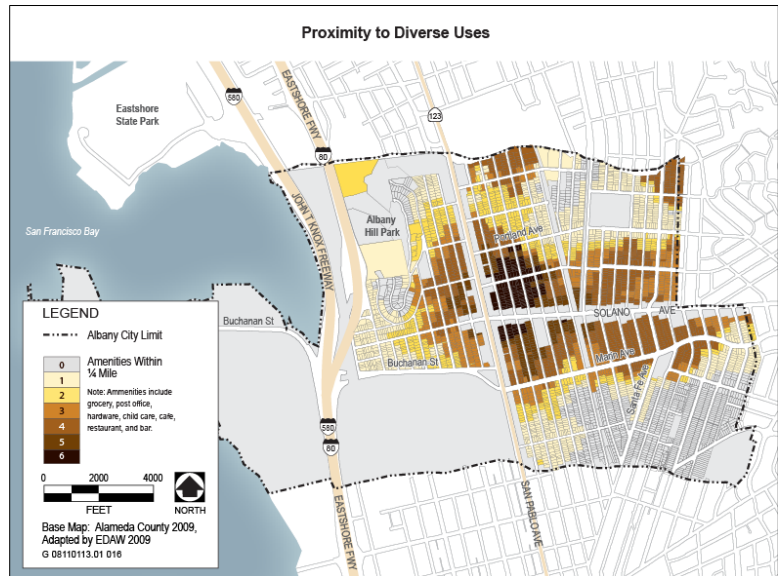 Proximity to Diverse Uses
Eastshore
State Park
580
EASTSHORE FWY
80
123
JOHN T KNOX FREEWAY
Albany
Hill Park
Portland Ave
San Francisco Bay
SOLANO AVE
Buchanan St
Buchanan St
Marin Ave
Santa Fe Ave
580
80
EASTSHORE FWY
SAN PABLO AVE
LEGEND
Albany City Limit
0
1
2
3
4
5
6
Amenities Within
¼ Mile
Note: Ammenities include
grocery, post office,
hardware, child care, cafe,
restaurant, and bar.
0 2000 4000
FEET
NORTH
Base Map: Alameda County 2009,
Adapted by EDAW 2009
G 08110113.01 016